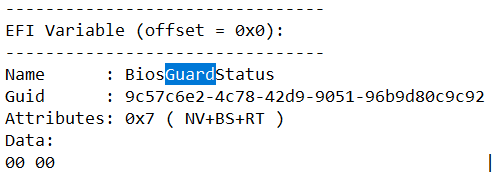 --------------------------------
EFI Variable (offset = 0x0):
--------------------------------
Name      : BiosGuardStatus
Guid      : 9c57c6e2-4c78-42d9-9051-96b9d80c9c92
Attributes: 0x7 ( NV+BS+RT )
Data:
00 00